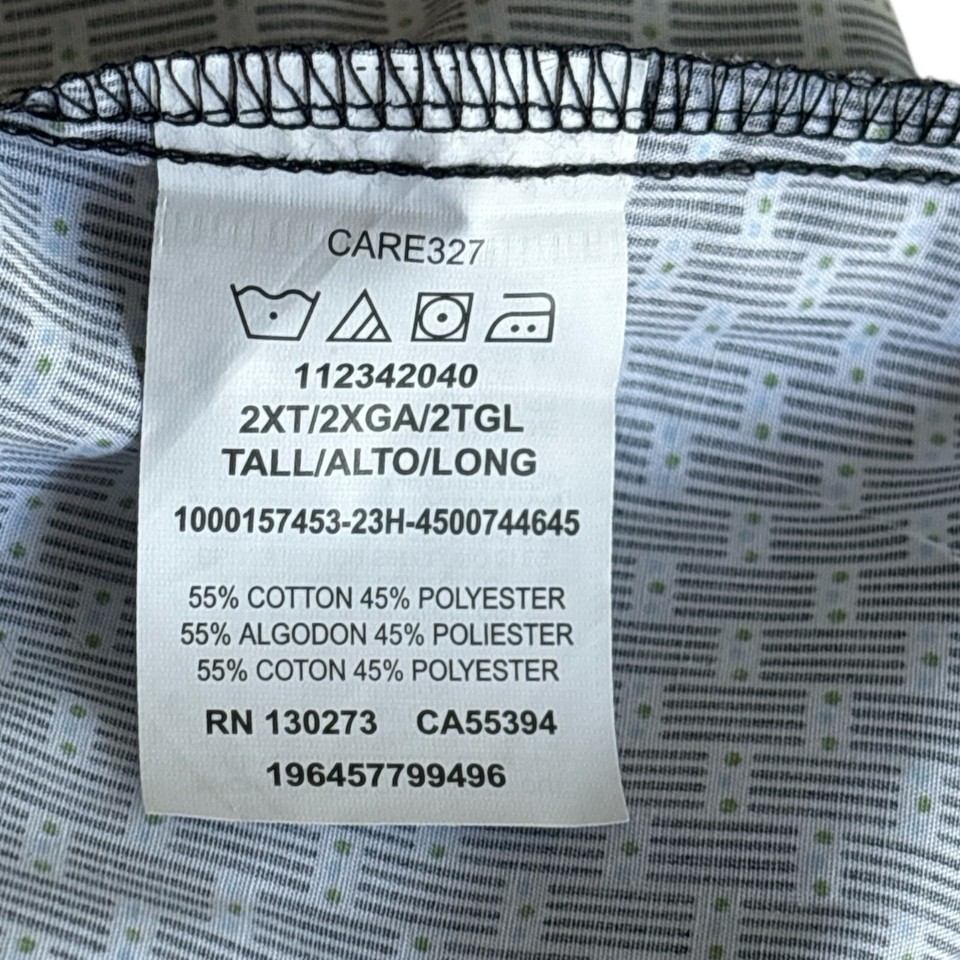 CARE327
112342040
2XT/2XGA/2TGL
TALL/ALTO/LONG
1000157453-23H-4500744645
55% COTTON 45% POLYESTER
55% ALGODON 45% POLIESTER
55% COTON 45% POLYESTER
RN 130273 CA55394
196457799496